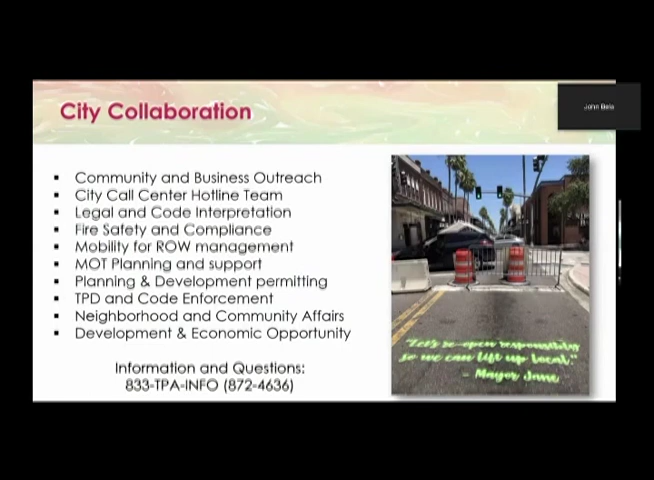 City Collaboration
John Bela
▪ Community and Business Outreach
▪ City Call Center Hotline Team
▪ Legal and Code Interpretation
▪ Fire Safety and Compliance
▪ Mobility for ROW management
▪ MOT Planning and support
▪ Planning & Development permitting
▪ TPD and Code Enforcement
▪ Neighborhood and Community Affairs
▪ Development & Economic Opportunity
Information and Questions:
833-TPA-INFO (872-4636)
"Let's re-open responsibly
so we can lift up local."
- Mayor Jane